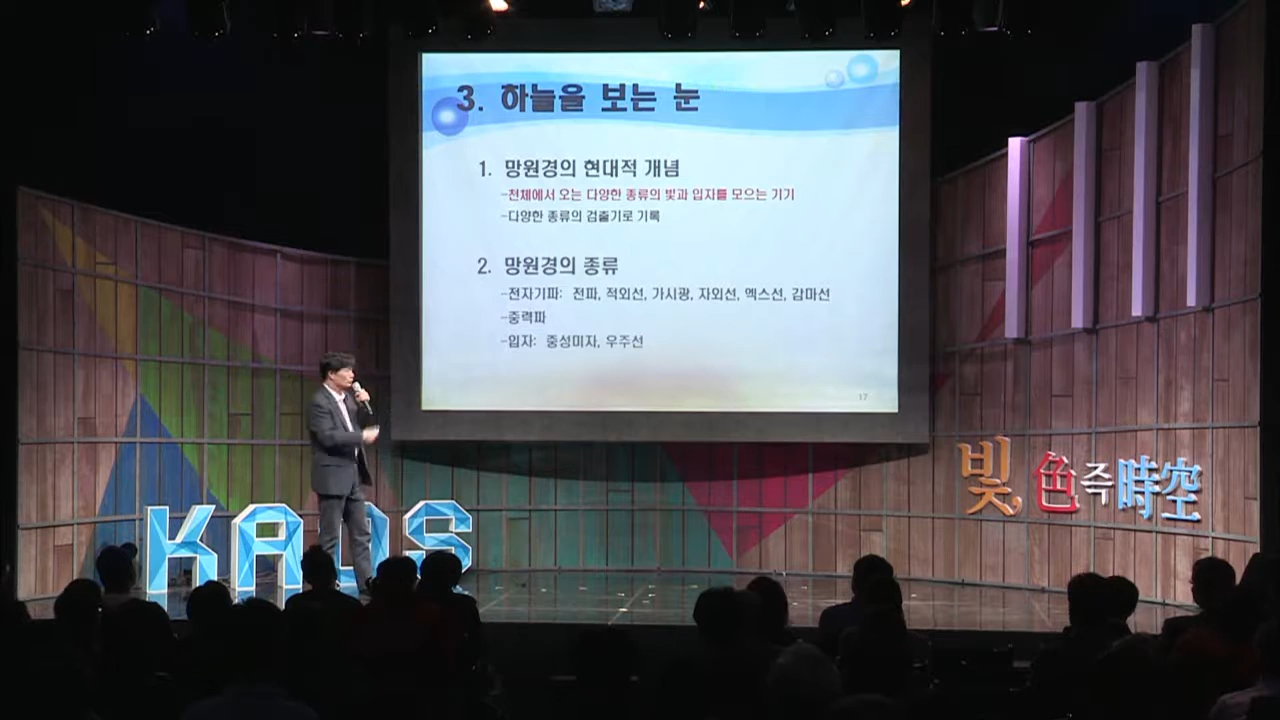 3. 하늘을 보는 눈
1. 망원경의 현대적 개념
-천체에서 오는 다양한 종류의 빛과 입자를 모으는 기기
-다양한 종류의 검출기로 기록
2. 망원경의 종류
-전자기파: 전파, 적외선, 가시광, 자외선, 엑스선, 감마선
-중력파
-입자: 중성미자, 우주선
17
빛, 色즉時空
KAOS